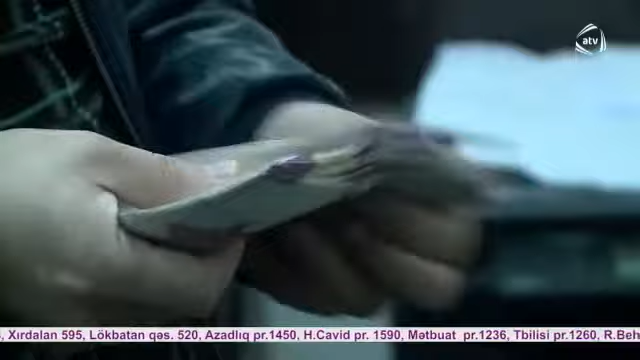 atv
Xırdalan 595, Lökbatan qəs. 520, Azadlıq pr.1450, H.Cavid pr. 1590, Mətbuat pr.1236, Tbilisi pr.1260, R.Beh